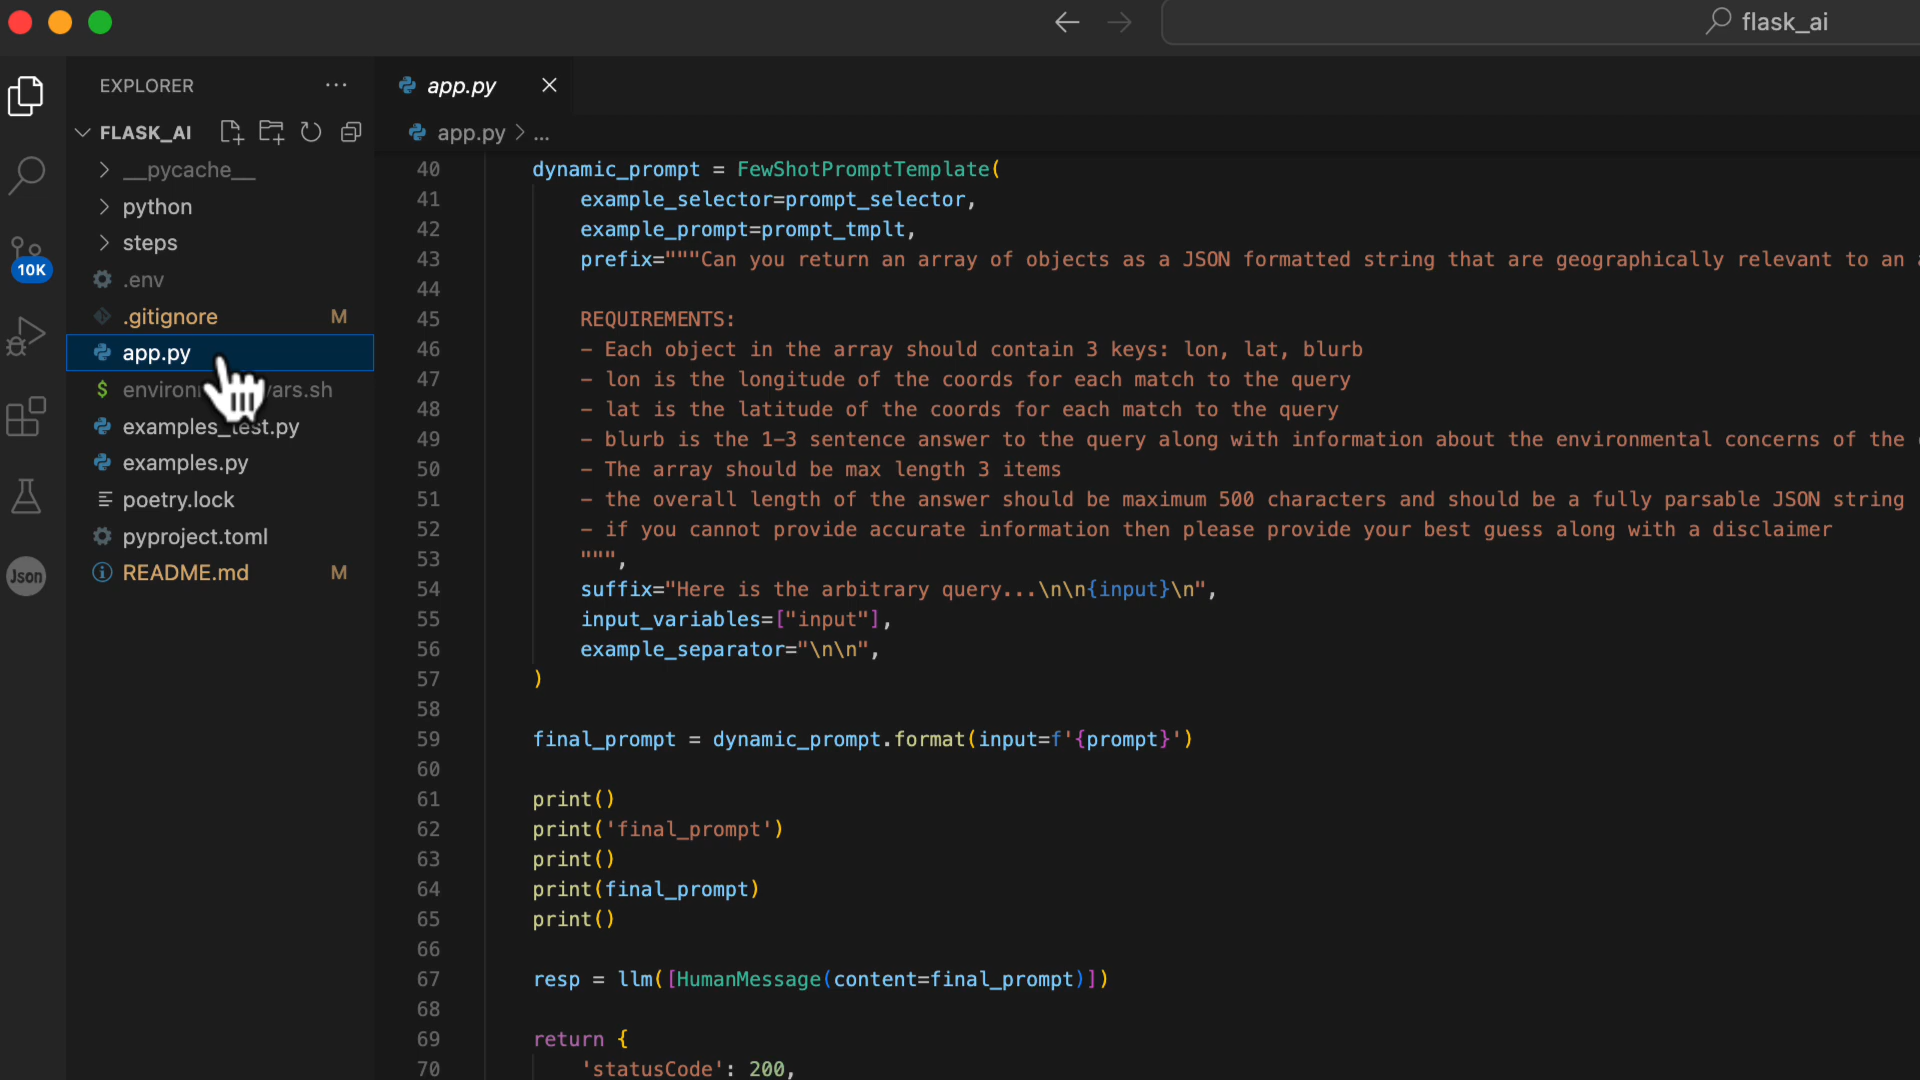 flask_ai
EXPLORER
app.py
FLASK_AI
app.py > ...
__pycache__
python
steps
10K
.env
.gitignore M
app.py
ars.sh
examples_test.py
examples.py
poetry.lock
pyproject.toml
Json
README.md M
40 dynamic_prompt = FewShotPromptTemplate(
41 example_selector=prompt_selector,
42 example_prompt=prompt_tmplt,
43 prefix="""Can you return an array of objects as a JSON formatted string that are geographically relevant to an
44
45 REQUIREMENTS:
46 - Each object in the array should contain 3 keys: lon, lat, blurb
47 - lon is the longitude of the coords for each match to the query
48 - lat is the latitude of the coords for each match to the query
49 - blurb is the 1-3 sentence answer to the query along with information about the environmental concerns of the
50 - The array should be max length 3 items
51 - the overall length of the answer should be maximum 500 characters and should be a fully parsable JSON string
52 - if you cannot provide accurate information then please provide your best guess along with a disclaimer
53 """,
54 suffix="Here is the arbitrary query...\n\n{input}\n",
55 input_variables=["input"],
56 example_separator="\n\n",
57 )
58
59 final_prompt = dynamic_prompt.format(input=f'{prompt}')
60
61 print()
62 print('final_prompt')
63 print()
64 print(final_prompt)
65 print()
66
67 resp = llm([HumanMessage(content=final_prompt)])
68
69 return {
70 'statusCode': 200,